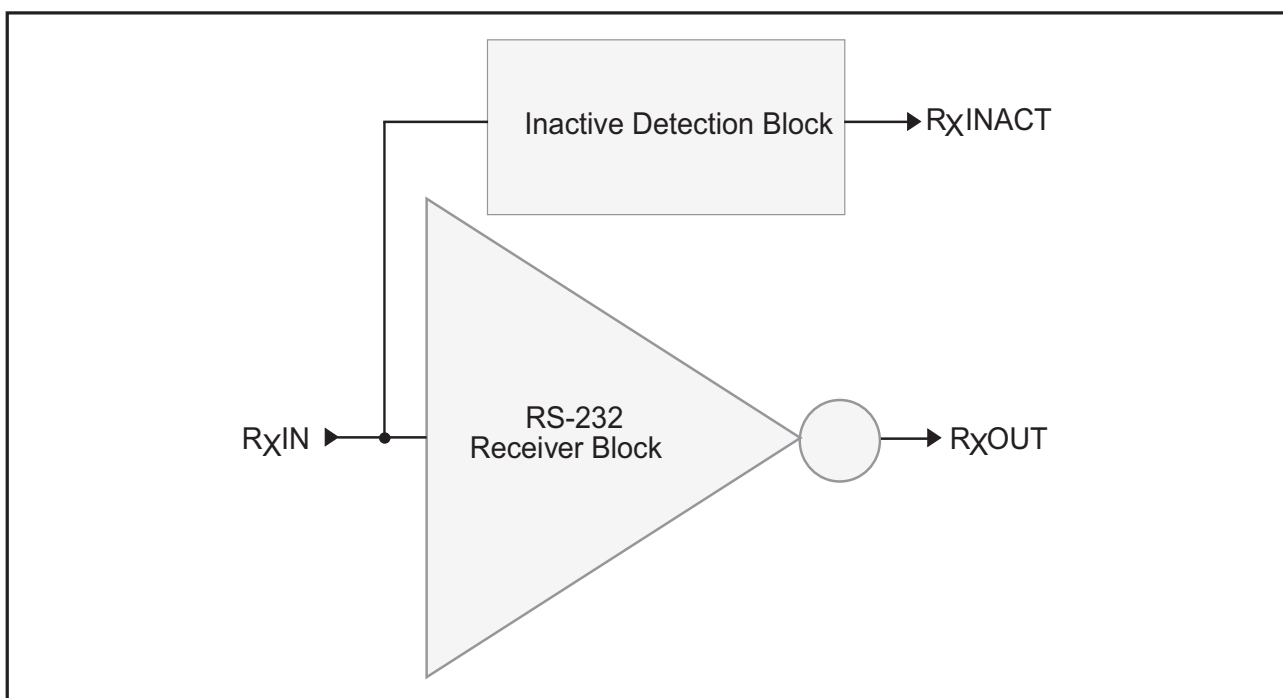 Inactive Detection Block
RXINACT
RS-232
Receiver Block
RXIN
RXOUT